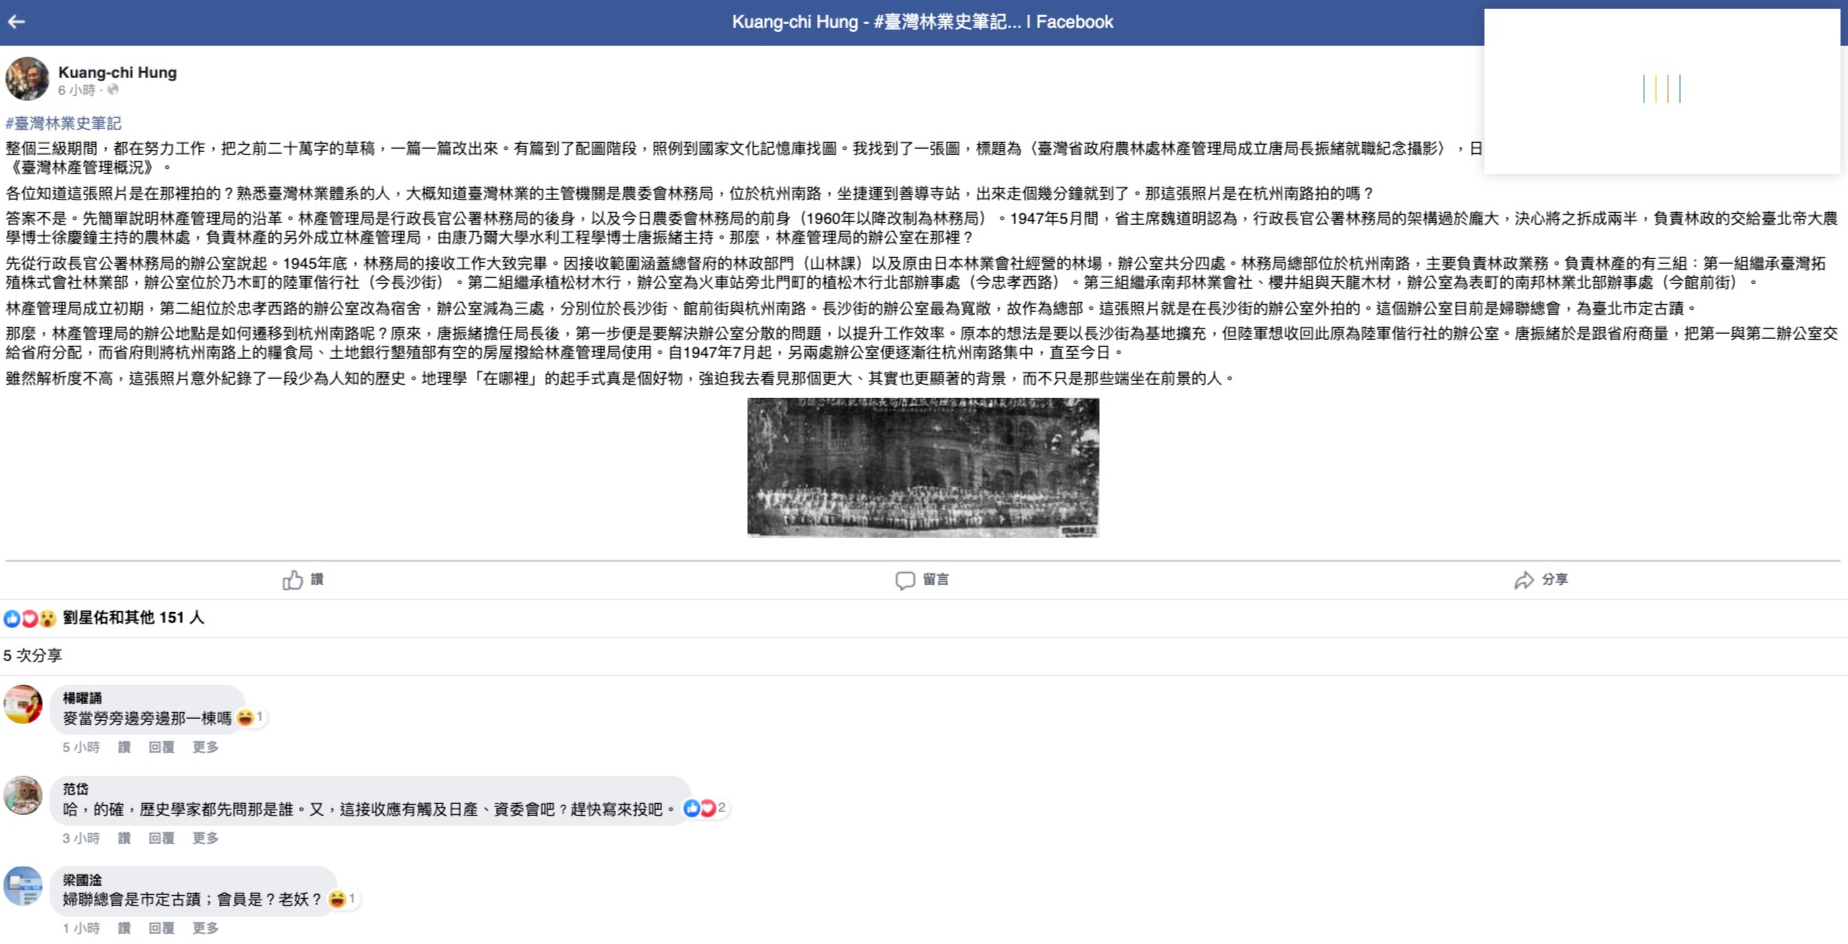 Kuang-chi Hung - #臺灣林業史筆記... | Facebook
Kuang-chi Hung
6 小時 ·
#臺灣林業史筆記
整個三級期間，都在努力工作，把之前二十萬字的草稿，一篇一篇改出來。有篇到了配圖階段，照例到國家文化記憶庫找圖。我找到了一張圖，標題為〈臺灣省政府農林處林產管理局成立唐局長振緒就職紀念攝影〉，日
《臺灣林產管理概況》。
各位知道這張照片是在那裡拍的？熟悉臺灣林業體系的人，大概知道臺灣林業的主管機關是農委會林務局，位於杭州南路，坐捷運到善導寺站，出來走個幾分鐘就到了。那這張照片是在杭州南路拍的嗎？
答案不是。先簡單說明林產管理局的沿革。林產管理局是行政長官公署林務局的後身，以及今日農委會林務局的前身（1960年以降改制為林務局）。1947年5月間，省主席魏道明認為，行政長官公署林務局的架構過於龐大，決心將之拆成兩半，負責林政的交給臺北帝大農
學博士徐慶鐘主持的農林處，負責林產的另外成立林產管理局，由康乃爾大學水利工程學博士唐振緒主持。那麼，林產管理局的辦公室在那裡？
先從行政長官公署林務局的辦公室說起。1945年底，林務局的接收工作大致完畢。因接收範圍涵蓋總督府的林政部門（山林課）以及原由日本林業會社經營的林場，辦公室共分四處。林務局總部位於杭州南路，主要負責林政業務。負責林產的有三組：第一組繼承臺灣拓
殖株式會社林業部，辦公室位於乃木町的陸軍偕行社（今長沙街）。第二組繼承植松材木行，辦公室為火車站旁北門町的植松木行北部辦事處（今忠孝西路）。第三組繼承南邦林業會社、櫻井組與天龍木材，辦公室為表町的南邦林業北部辦事處（今館前街）。
林產管理局成立初期，第二組位於忠孝西路的辦公室改為宿舍，辦公室減為三處，分別位於長沙街、館前街與杭州南路。長沙街的辦公室最為寬敞，故作為總部。這張照片就是在長沙街的辦公室外拍的。這個辦公室目前是婦聯總會，為臺北市定古蹟。
那麼，林產管理局的辦公地點是如何遷移到杭州南路呢？原來，唐振緒擔任局長後，第一步便是要解決辦公室分散的問題，以提升工作效率。原本的想法是要以長沙街為基地擴充，但陸軍想收回此原為陸軍偕行社的辦公室。唐振緒於是跟省府商量，把第一與第二辦公室交
給省府分配，而省府則將杭州南路上的糧食局、土地銀行墾殖部有空的房屋撥給林產管理局使用。自1947年7月起，另兩處辦公室便逐漸往杭州南路集中，直至今日。
雖然解析度不高，這張照片意外紀錄了一段少為人知的歷史。地理學「在哪裡」的起手式真是個好物，強迫我去看見那個更大、其實也更顯著的背景，而不只是那些端坐在前景的人。
讚
留言
分享
劉星佑和其他 151 人
5 次分享
楊曜誦
麥當勞旁邊旁邊那一棟嗎
1
5 小時 讚 回覆 更多
范岱
哈，的確，歷史學家都先問那是誰。又，這接收應有觸及日產、資委會吧？趕快寫來投吧。
2
3 小時 讚 回覆 更多
梁國淦
婦聯總會是市定古蹟；會員是？老妖？
1
1 小時 讚 回覆 更多